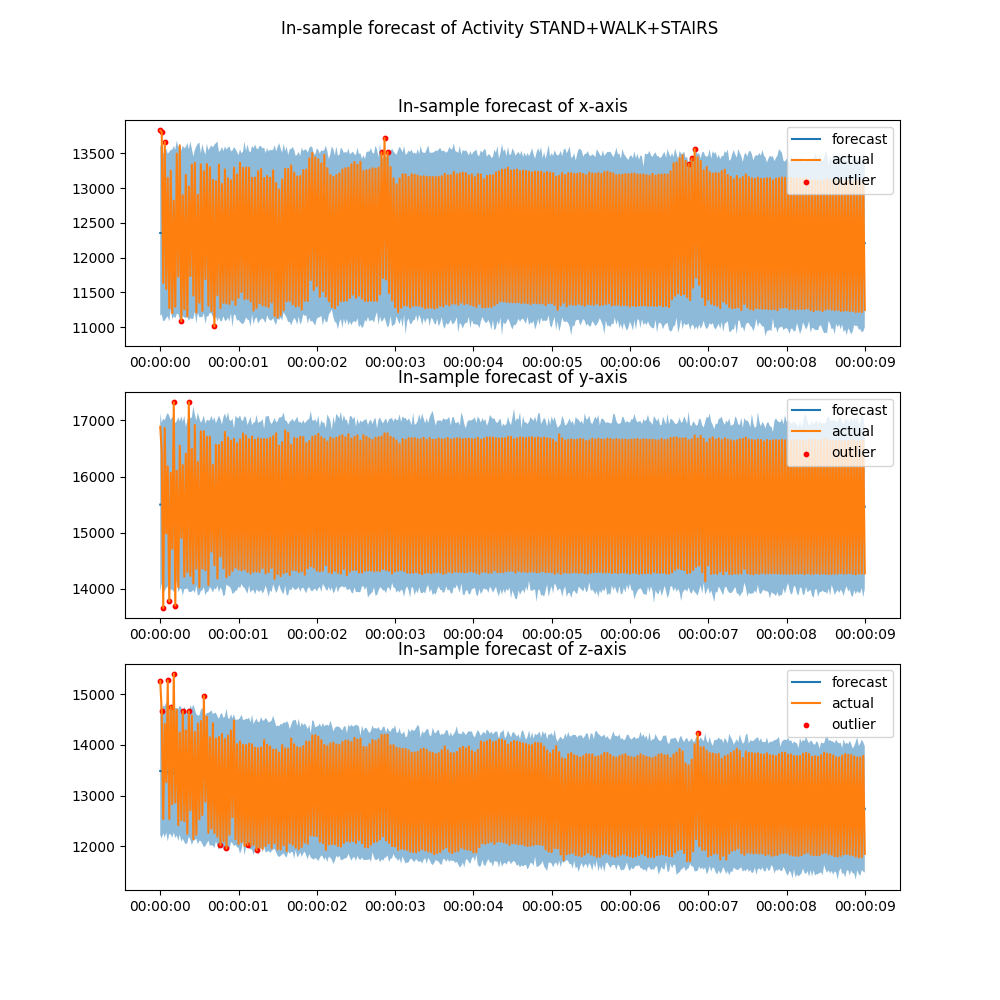 In-sample forecast of Activity STAND+WALK+STAIRS
In-sample forecast of x-axis
13500
13000
12500
12000
11500
11000
forecast
actual
outlier
00:00:00 00:00:01 00:00:02 00:00:03 00:00:04 00:00:05 00:00:06 00:00:07 00:00:08 00:00:09
In-sample forecast of y-axis
17000
16000
15000
14000
forecast
actual
outlier
00:00:00 00:00:01 00:00:02 00:00:03 00:00:04 00:00:05 00:00:06 00:00:07 00:00:08 00:00:09
In-sample forecast of z-axis
15000
14000
13000
12000
forecast
actual
outlier
00:00:00 00:00:01 00:00:02 00:00:03 00:00:04 00:00:05 00:00:06 00:00:07 00:00:08 00:00:09